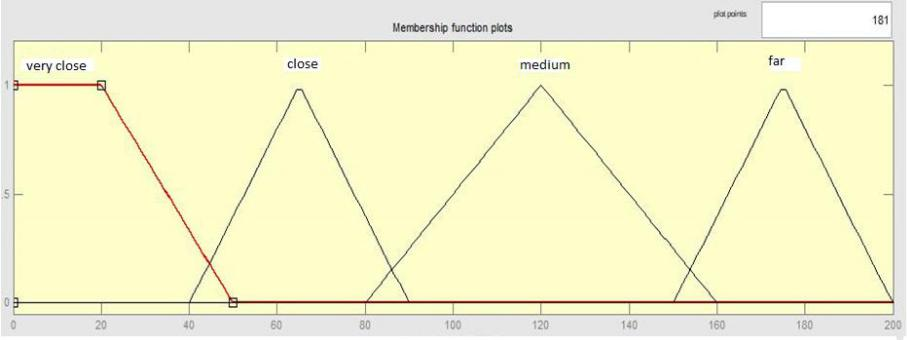 plot points
181
Membership function plots
very close
close
medium
far
1
.5
0
0 20 40 60 80 100 120 140 160 180 200